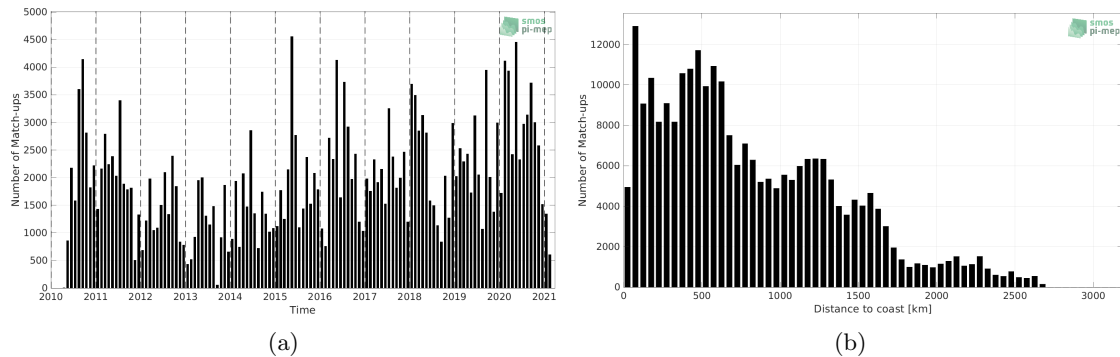 5000
4500
4000
3500
3000
2500
2000
1500
1000
500
0
Number of Match-ups
2010 2011 2012 2013 2014 2015 2016 2017 2018 2019 2020 2021
Time
smos
pi-mep
(a)
12000
10000
8000
6000
4000
2000
0
Number of Match-ups
0 500 1000 1500 2000 2500 3000
Distance to coast [km]
smos
pi-mep
(b)